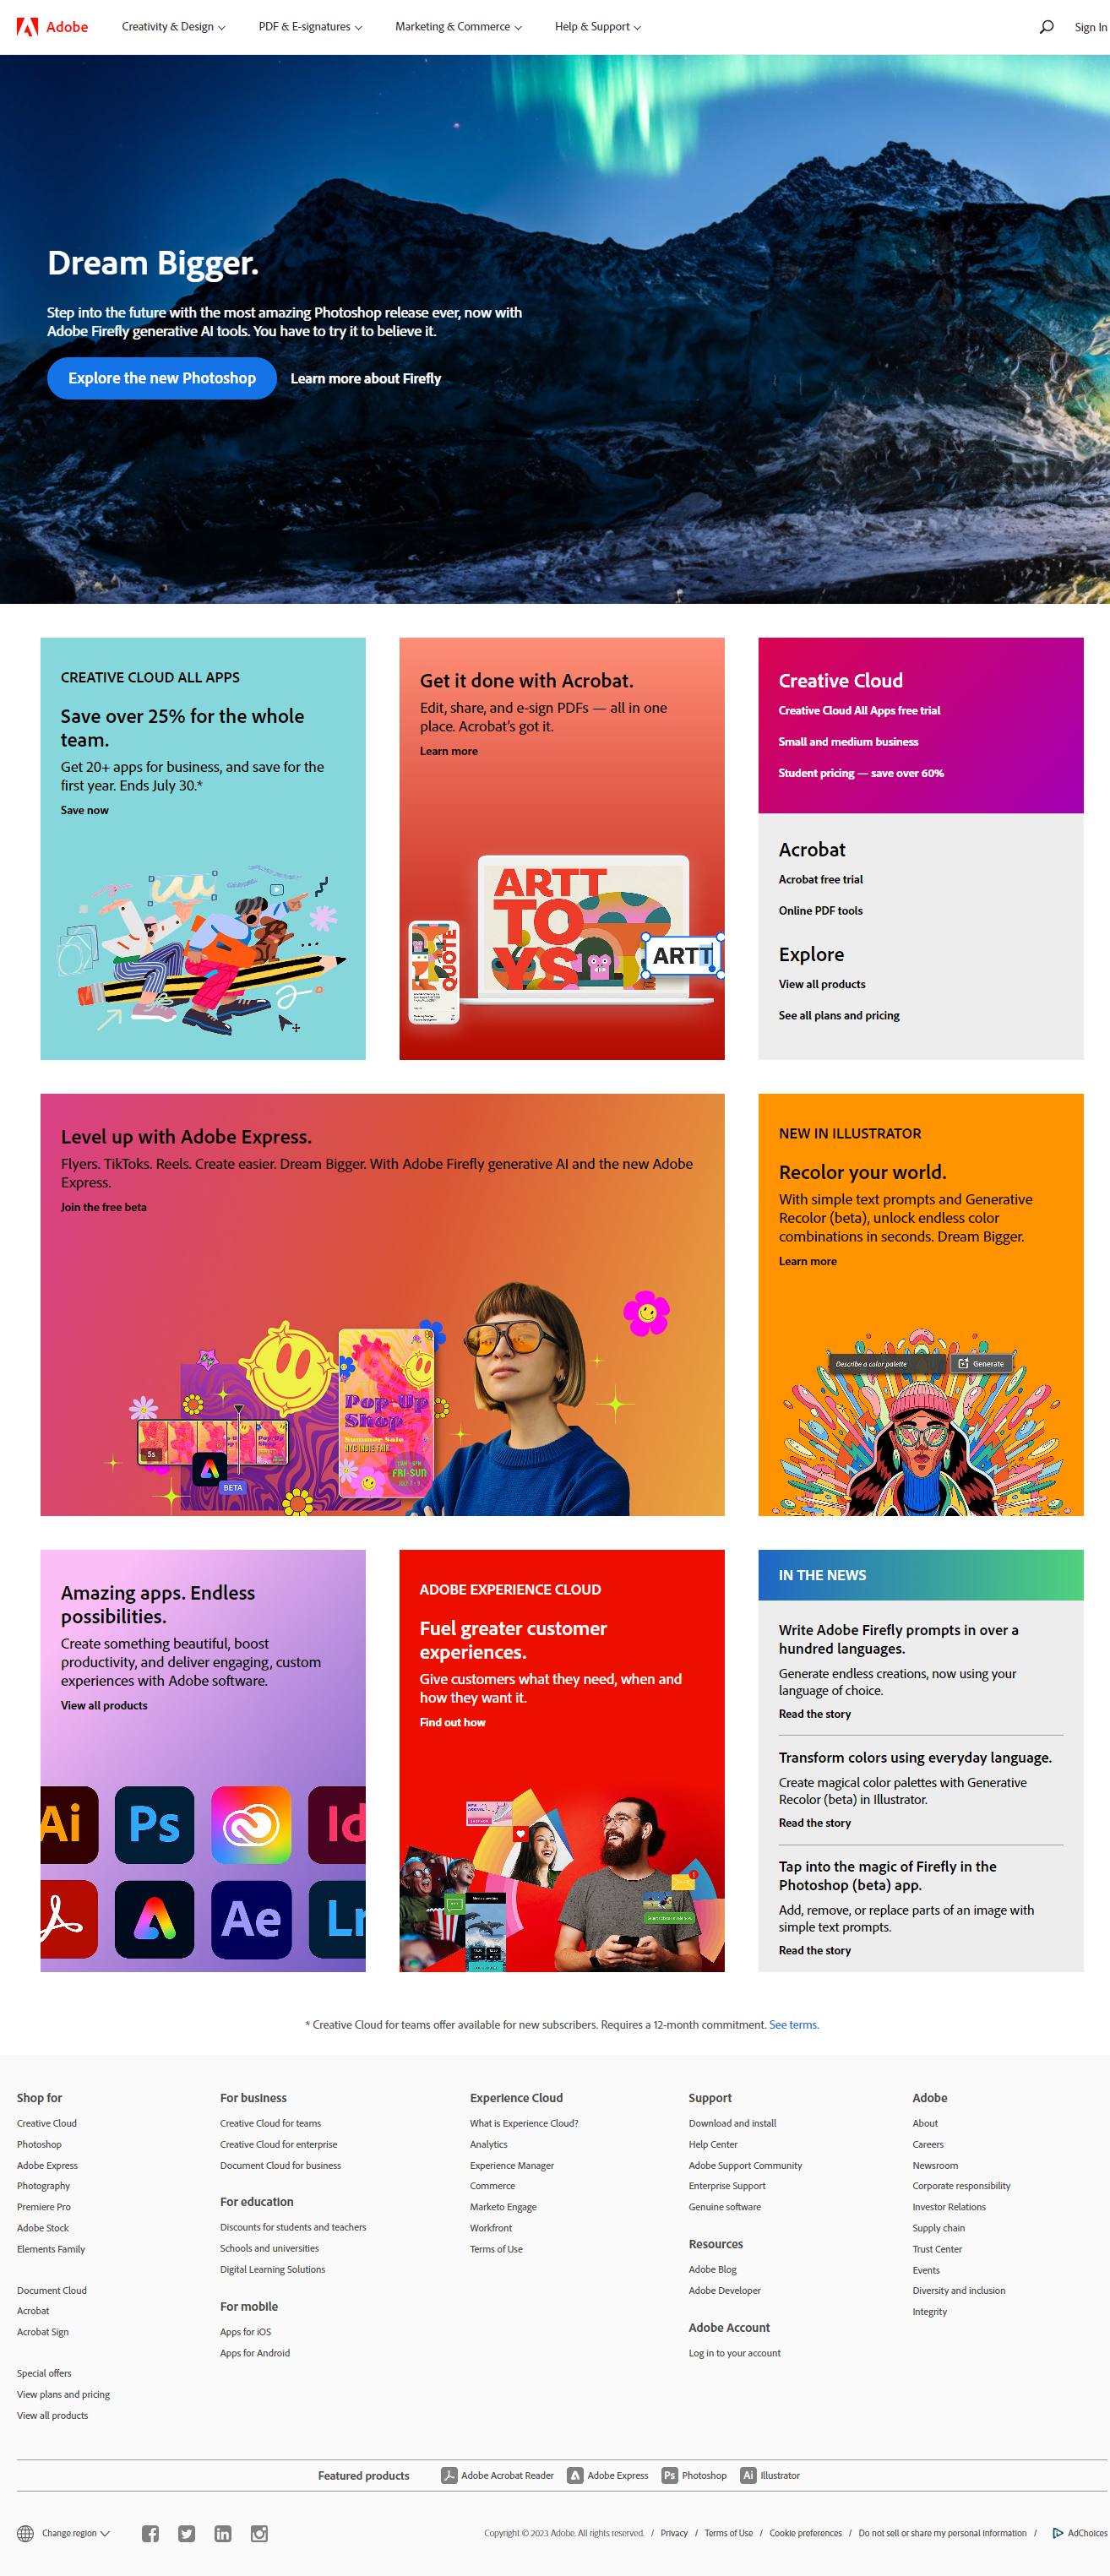 Adobe
Creativity & Design
PDF & E-signatures
Marketing & Commerce
Help & Support
Sign In
Dream Bigger.
Step into the future with the most amazing Photoshop release ever, now with
Adobe Firefly generative AI tools. You have to try it to believe it.
Explore the new Photoshop
Learn more about Firefly
CREATIVE CLOUD ALL APPS
Save over 25% for the whole
team.
Get 20+ apps for business, and save for the
first year. Ends July 30.*
Save now
Get it done with Acrobat.
Edit, share, and e-sign PDFs — all in one
place. Acrobat's got it.
Learn more
ARTT
TO
YS
QUOTE
ARTT
Creative Cloud
Creative Cloud All Apps free trial
Small and medium business
Student pricing — save over 60%
Acrobat
Acrobat free trial
Online PDF tools
Explore
View all products
See all plans and pricing
Level up with Adobe Express.
Flyers. TikToks. Reels. Create easier. Dream Bigger. With Adobe Firefly generative AI and the new Adobe
Express.
Join the free beta
Pop-Up
Shop
Summer Sale
NYC INDIE FAIR
FRI-SUN
5s
BETA
NEW IN ILLUSTRATOR
Recolor your world.
With simple text prompts and Generative
Recolor (beta), unlock endless color
combinations in seconds. Dream Bigger.
Learn more
Describe a color palette
Generate
Amazing apps. Endless
possibilities.
Create something beautiful, boost
productivity, and deliver engaging, custom
experiences with Adobe software.
View all products
Ai
Ps
Id
Ae
Lr
ADOBE EXPERIENCE CLOUD
Fuel greater customer
experiences.
Give customers what they need, when and
how they want it.
Find out how
IN THE NEWS
Write Adobe Firefly prompts in over a
hundred languages.
Generate endless creations, now using your
language of choice.
Read the story
Transform colors using everyday language.
Create magical color palettes with Generative
Recolor (beta) in Illustrator.
Read the story
Tap into the magic of Firefly in the
Photoshop (beta) app.
Add, remove, or replace parts of an image with
simple text prompts.
Read the story
* Creative Cloud for teams offer available for new subscribers. Requires a 12-month commitment. See terms.
Shop for
Creative Cloud
Photoshop
Adobe Express
Photography
Premiere Pro
Adobe Stock
Elements Family
Document Cloud
Acrobat
Acrobat Sign
Special offers
View plans and pricing
View all products
For business
Creative Cloud for teams
Creative Cloud for enterprise
Document Cloud for business
For education
Discounts for students and teachers
Schools and universities
Digital Learning Solutions
For mobile
Apps for iOS
Apps for Android
Experience Cloud
What is Experience Cloud?
Analytics
Experience Manager
Commerce
Marketo Engage
Workfront
Terms of Use
Support
Download and install
Help Center
Adobe Support Community
Enterprise Support
Genuine software
Resources
Adobe Blog
Adobe Developer
Adobe Account
Log in to your account
Adobe
About
Careers
Newsroom
Corporate responsibility
Investor Relations
Supply chain
Trust Center
Events
Diversity and inclusion
Integrity
Featured products
Adobe Acrobat Reader
Adobe Express
Ps Photoshop
Ai Illustrator
Change region
Copyright © 2023 Adobe. All rights reserved. / Privacy / Terms of Use / Cookie preferences / Do not sell or share my personal information / AdChoices